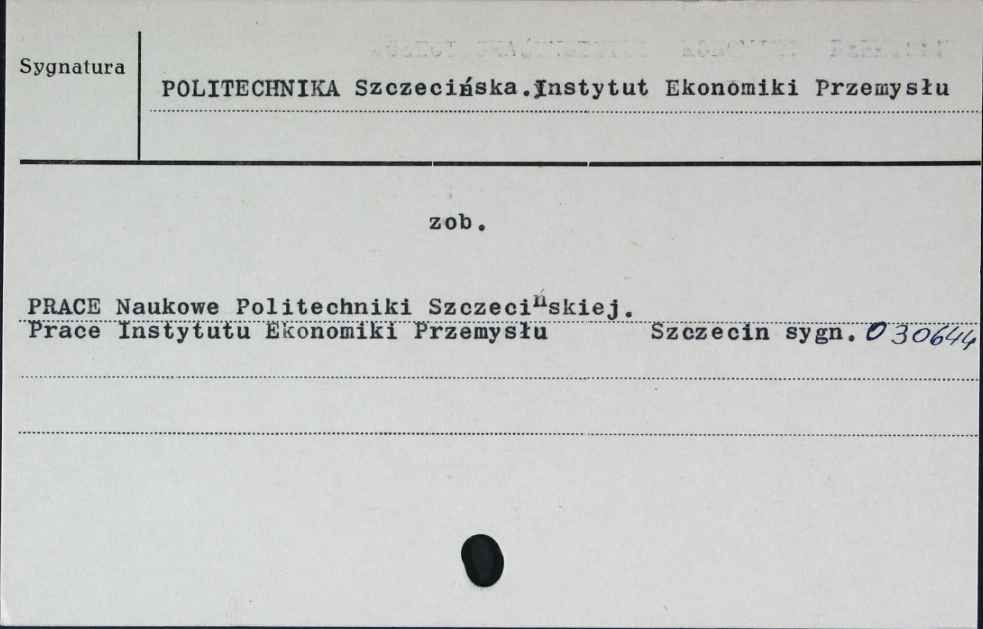 Sygnatura
POLITECHNIKA Szczecińska.Instytut Ekonomiki Przemysłu
zob.
PRACE Naukowe Politechniki Szczecińskiej.
Prace Instytutu Ekonomiki Przemysłu Szczecin sygn. 030644